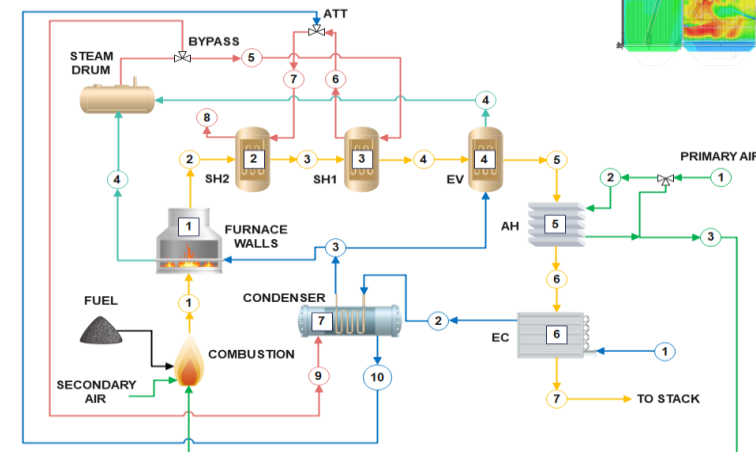 ATT
BYPASS
5
STEAM
DRUM
7
6
4
8
PRIMARY AIR
2
2
3
3
4
4
5
2
1
SH2
SH1
EV
4
1
AH
5
3
FURNACE
WALLS
3
6
FUEL
1
CONDENSER
7
2
EC
6
1
COMBUSTION
9
10
SECONDARY
AIR
7
TO STACK